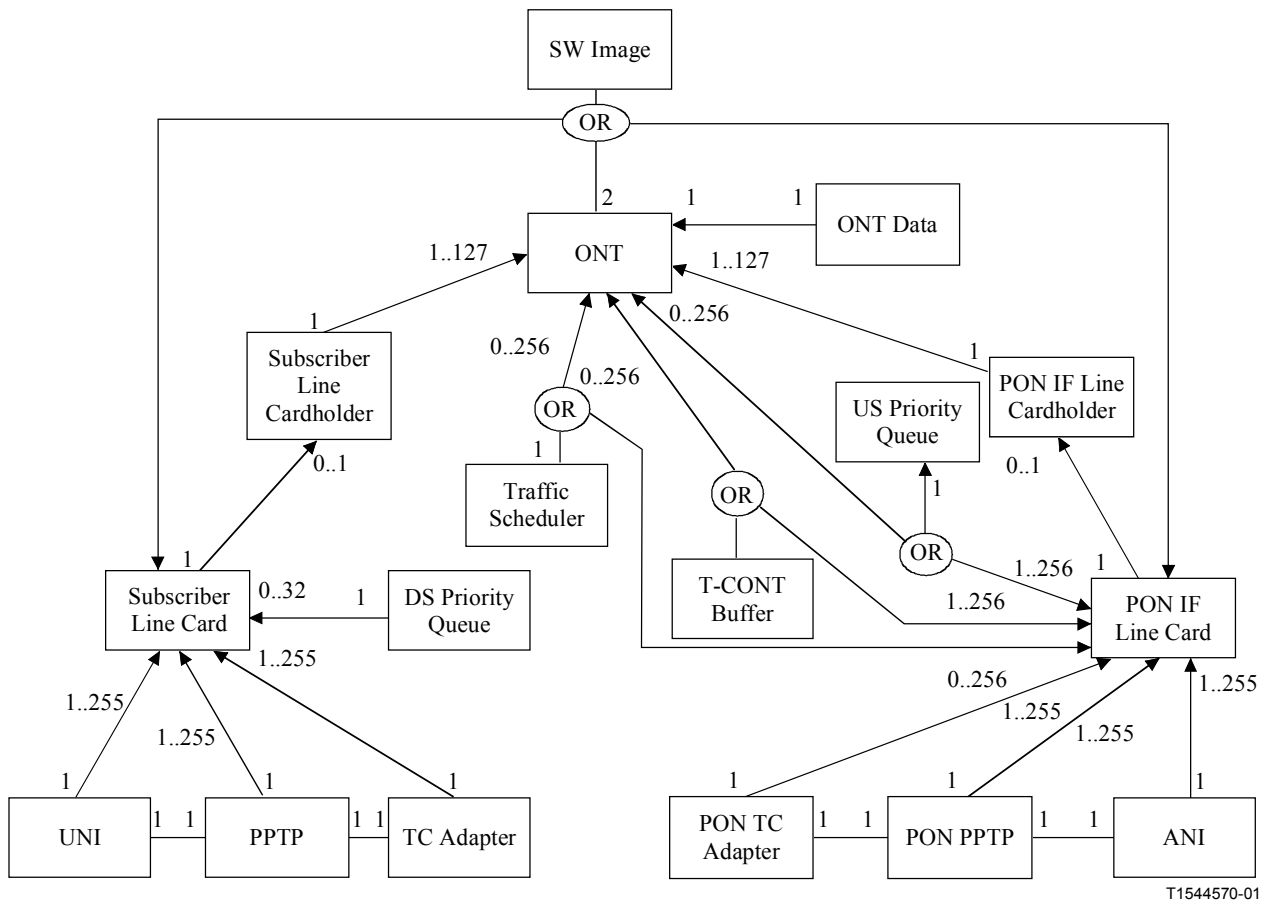 SW Image
OR
2
1
1
ONT Data
ONT
1..127
1..127
0..256
1
Subscriber
Line
Cardholder
0..256
0..256
1
PON IF Line
Cardholder
OR
US Priority
Queue
0..1
1
0..1
Traffic
Scheduler
OR
1
OR
1
Subscriber
Line Card
0..32
1
DS Priority
Queue
T-CONT
Buffer
1..256
1..256
1
PON IF
Line Card
1..255
1..255
1..255
0..256
1..255
1..255
1..255
1
1
1
1
1
1
UNI
1
1
PPTP
1
1
TC Adapter
PON TC
Adapter
1
1
PON PPTP
1
1
ANI
T1544570-01